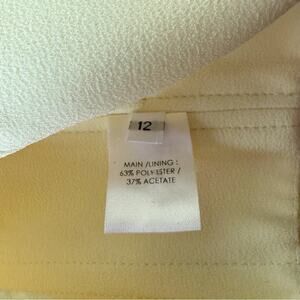 12
MAIN /LINING :
63% POLYESTER /
37% ACETATE